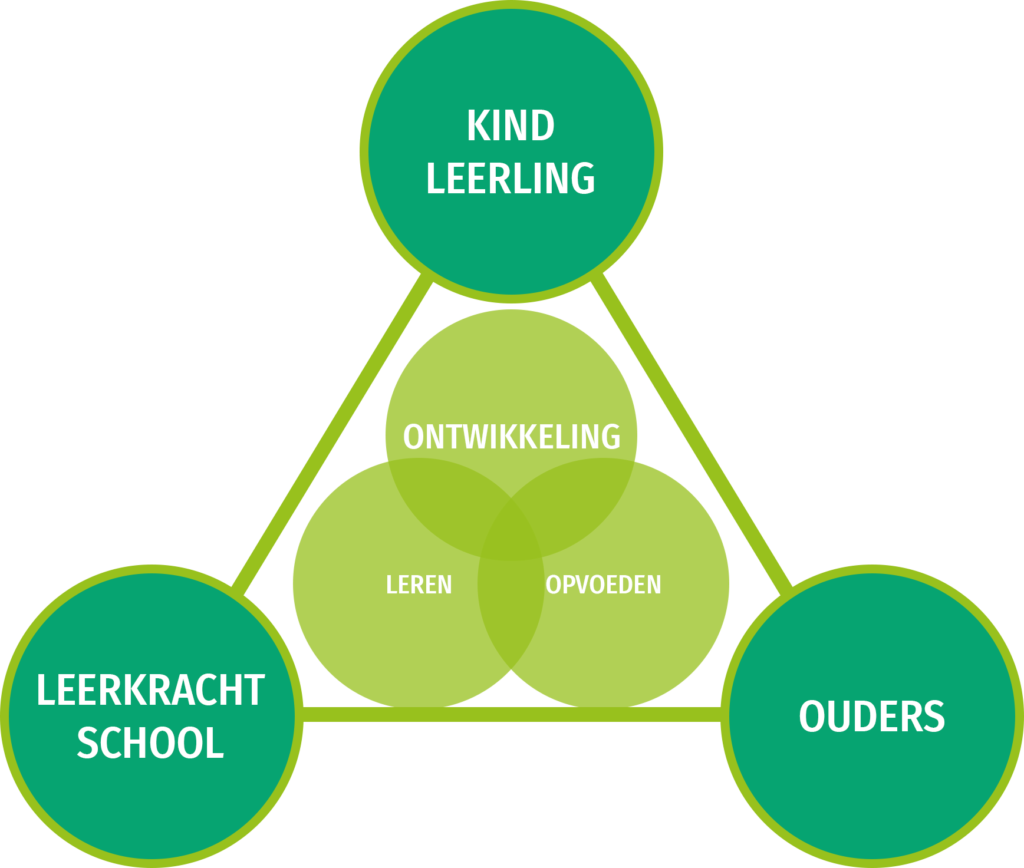 KIND
LEERLING
ONTWIKKELING
LEREN
OPVOEDEN
LEERKRACHT
SCHOOL
OUDERS